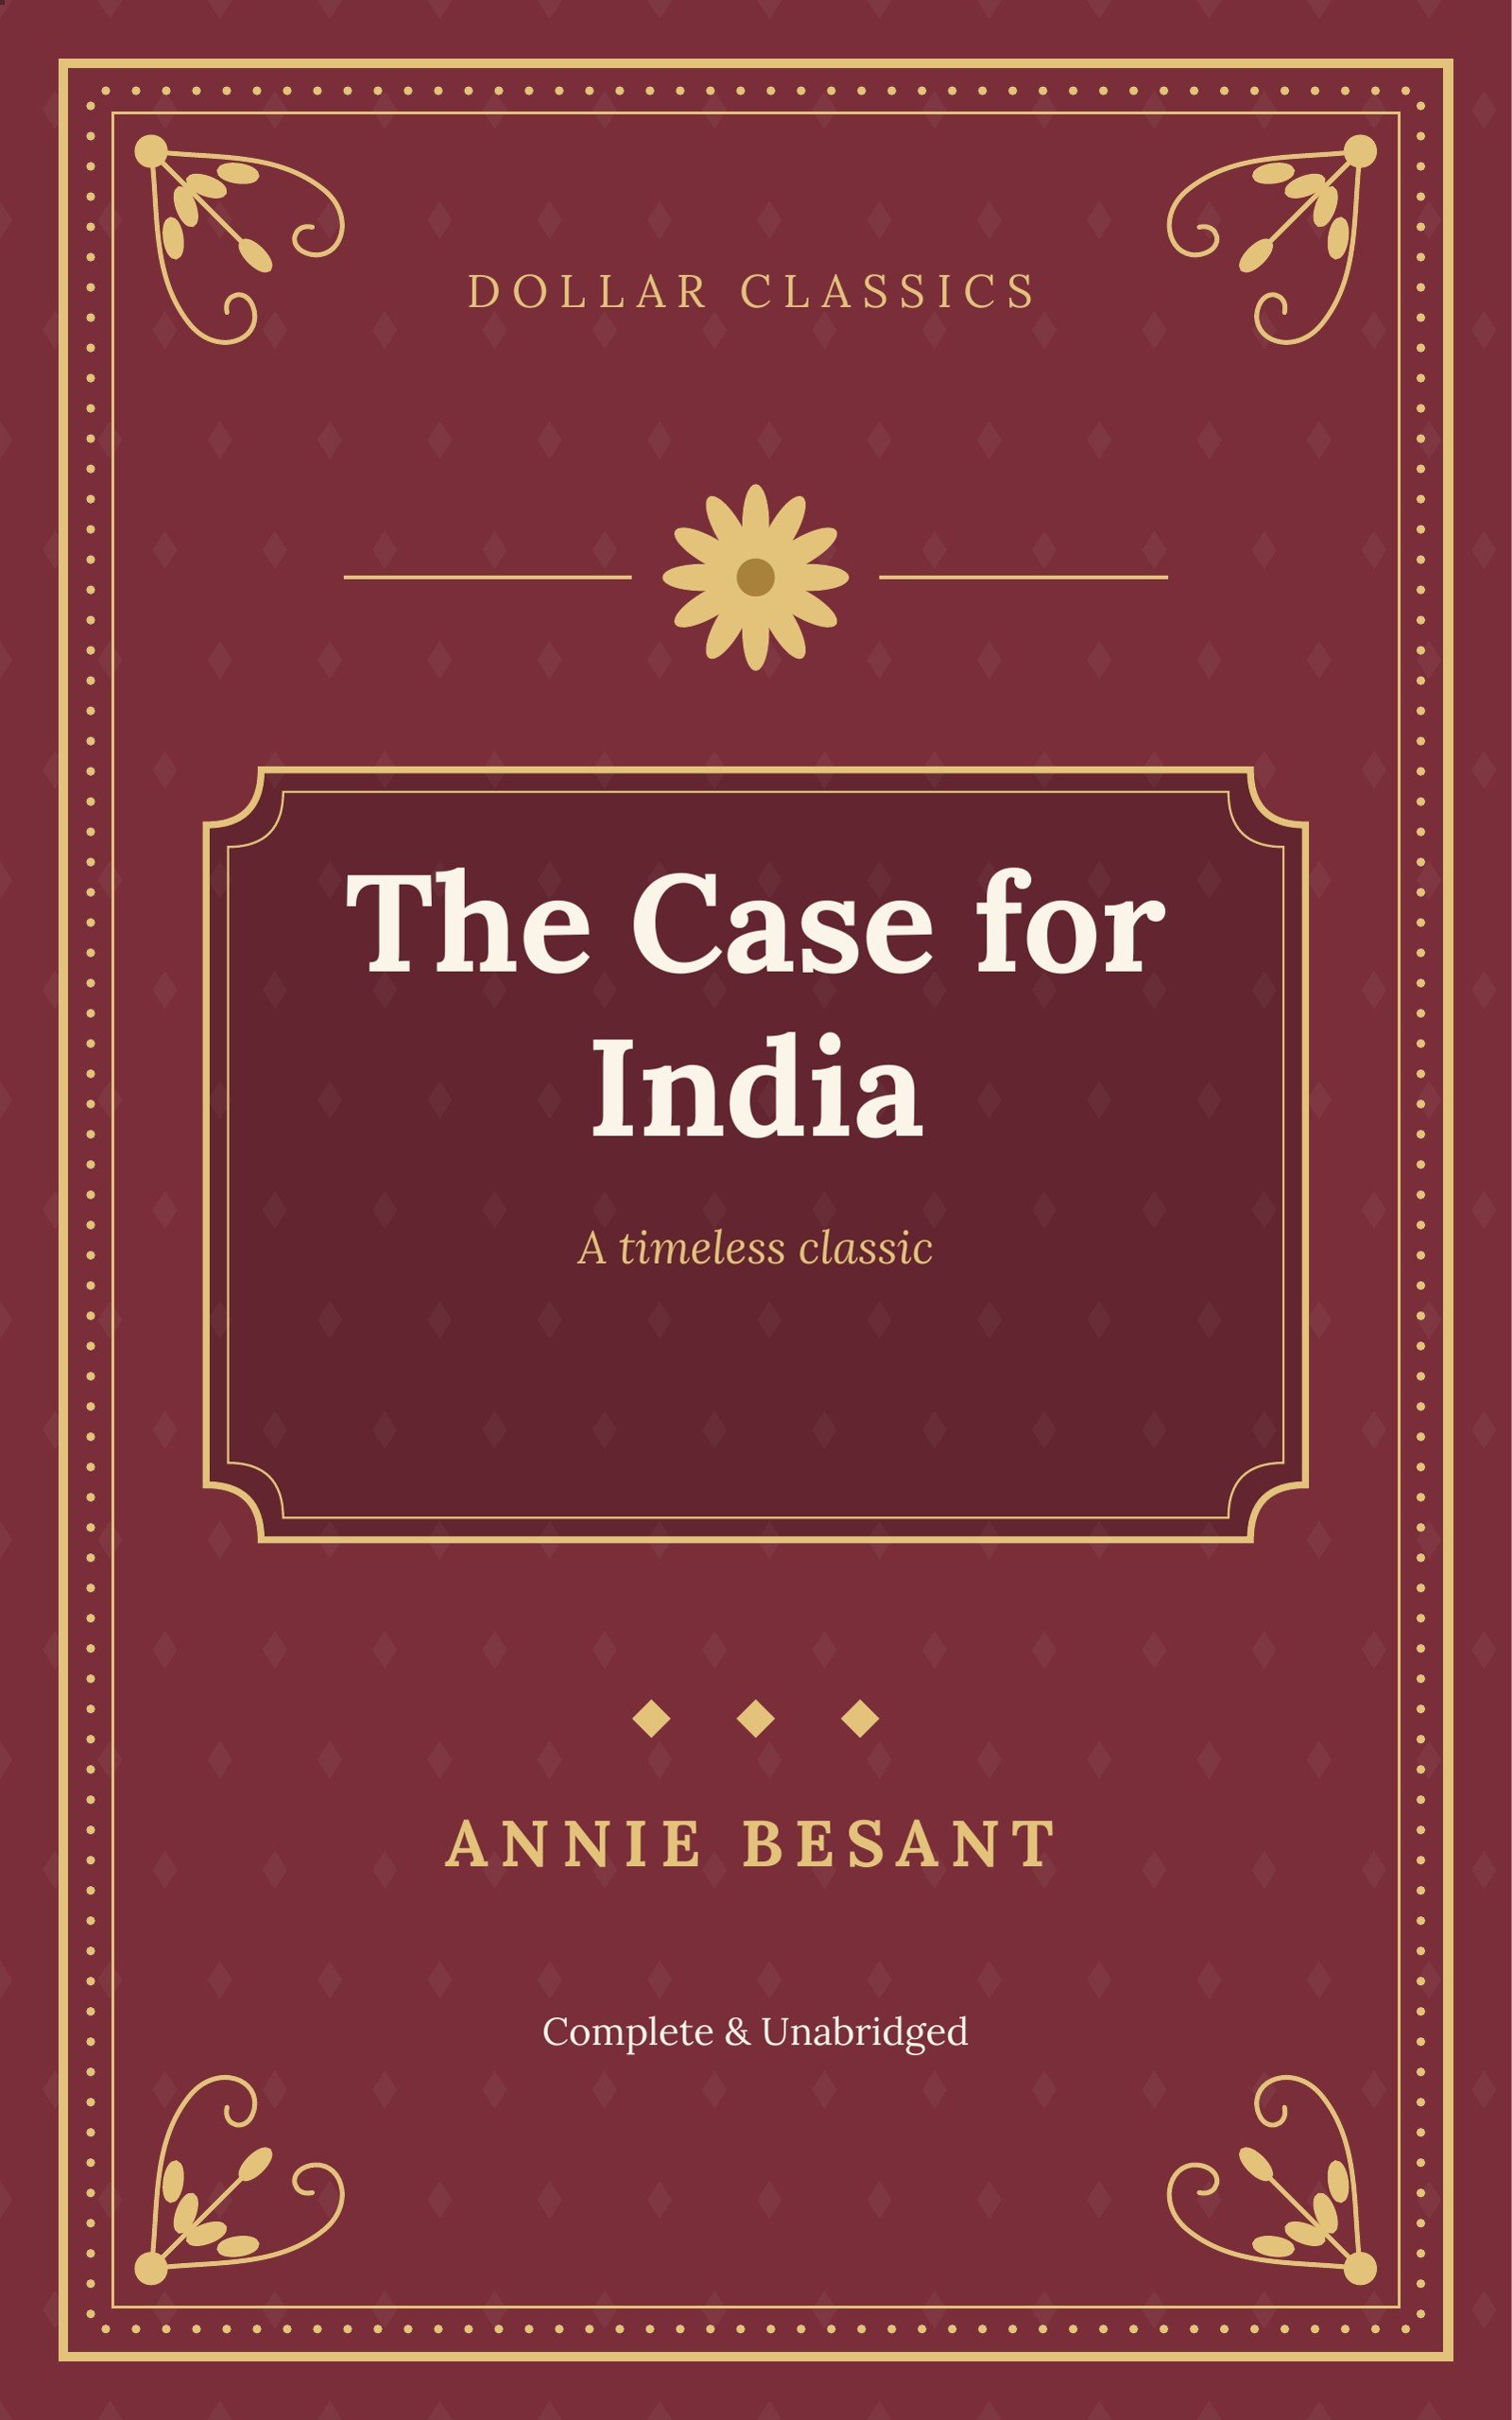 DOLLAR CLASSICS
The Case for
India
A timeless classic
ANNIE BESANT
Complete & Unabridged